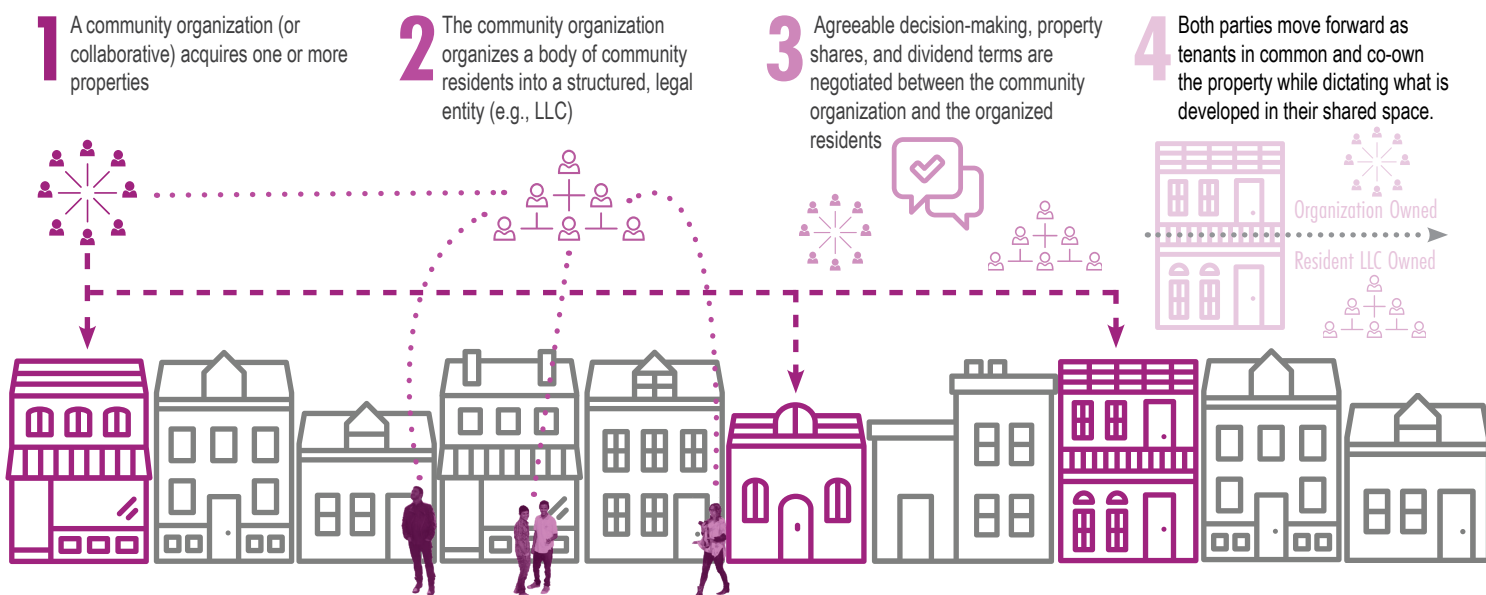 1
A community organization (or
collaborative) acquires one or more
properties
2
The community organization
organizes a body of community
residents into a structured, legal
entity (e.g., LLC)
3
Agreeable decision-making, property
shares, and dividend terms are
negotiated between the community
organization and the organized
residents
4
Both parties move forward as
tenants in common and co-own
the property while dictating what is
developed in their shared space.
Organization Owned
Resident LLC Owned